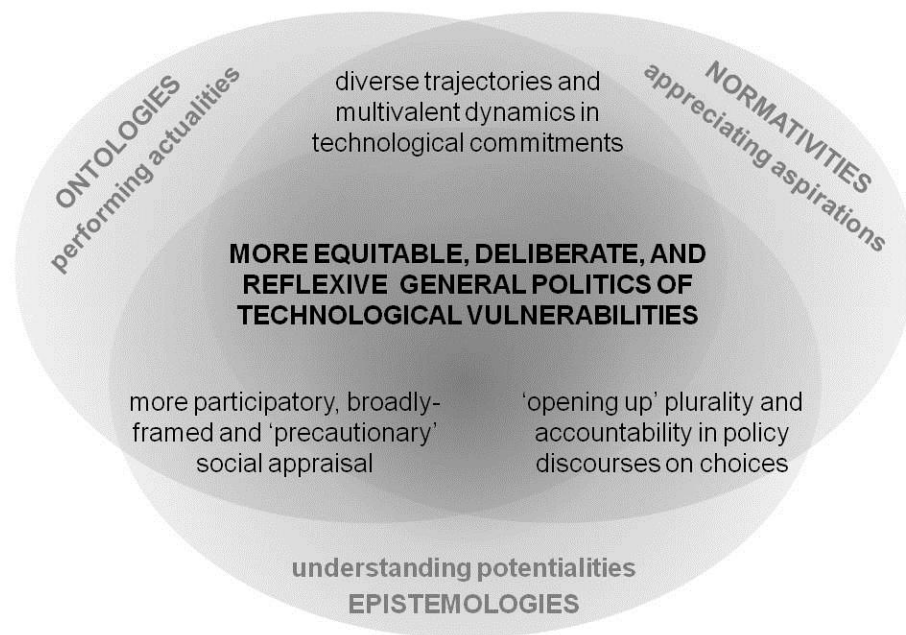 ONTOLOGIES
performing actualities
NORMATIVITIES
appreciating aspirations
diverse trajectories and
multivalent dynamics in
technological commitments
MORE EQUITABLE, DELIBERATE, AND
REFLEXIVE GENERAL POLITICS OF
TECHNOLOGICAL VULNERABILITIES
more participatory, broadly-
framed and ‘precautionary’
social appraisal
‘opening up’ plurality and
accountability in policy
discourses on choices
understanding potentialities
EPISTEMOLOGIES